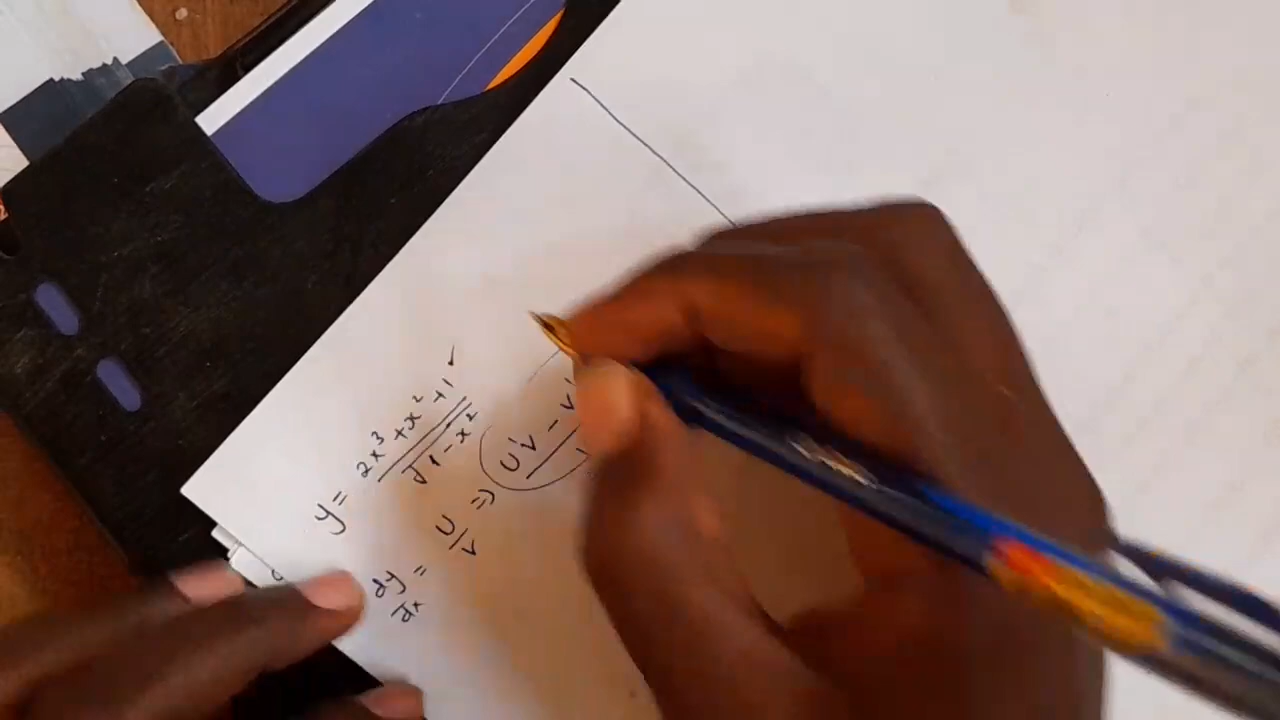 y = 2x³ + x² + 1 ✓ / √1 - x²
u/v => (u'v - v'
dy/dx =